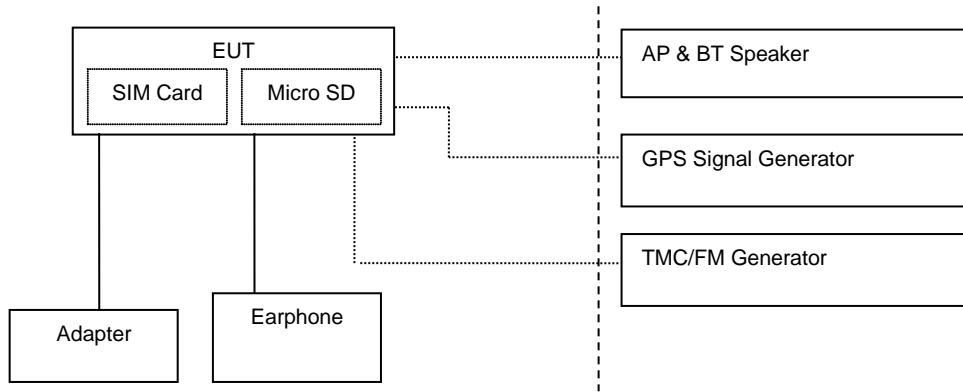 EUT
SIM Card
Micro SD
AP & BT Speaker
GPS Signal Generator
TMC/FM Generator
Adapter
Earphone